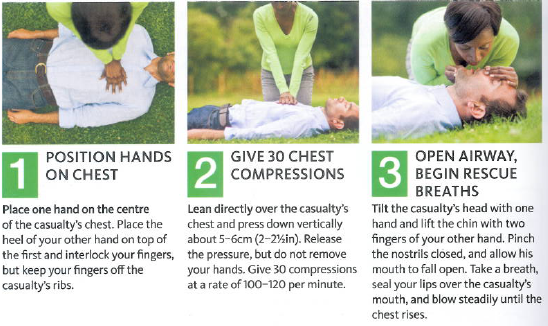 1
POSITION HANDS
ON CHEST
Place one hand on the centre
of the casualty's chest. Place the
heel of your other hand on top of
the first and interlock your fingers,
but keep your fingers off the
casualty's ribs.
2
GIVE 30 CHEST
COMPRESSIONS
Lean directly over the casualty's
chest and press down vertically
about 5–6cm (2–2½in). Release
the pressure, but do not remove
your hands. Give 30 compressions
at a rate of 100–120 per minute.
3
OPEN AIRWAY,
BEGIN RESCUE
BREATHS
Tilt the casualty's head with one
hand and lift the chin with two
fingers of your other hand. Pinch
the nostrils closed, and allow his
mouth to fall open. Take a breath,
seal your lips over the casualty's
mouth, and blow steadily until the
chest rises.